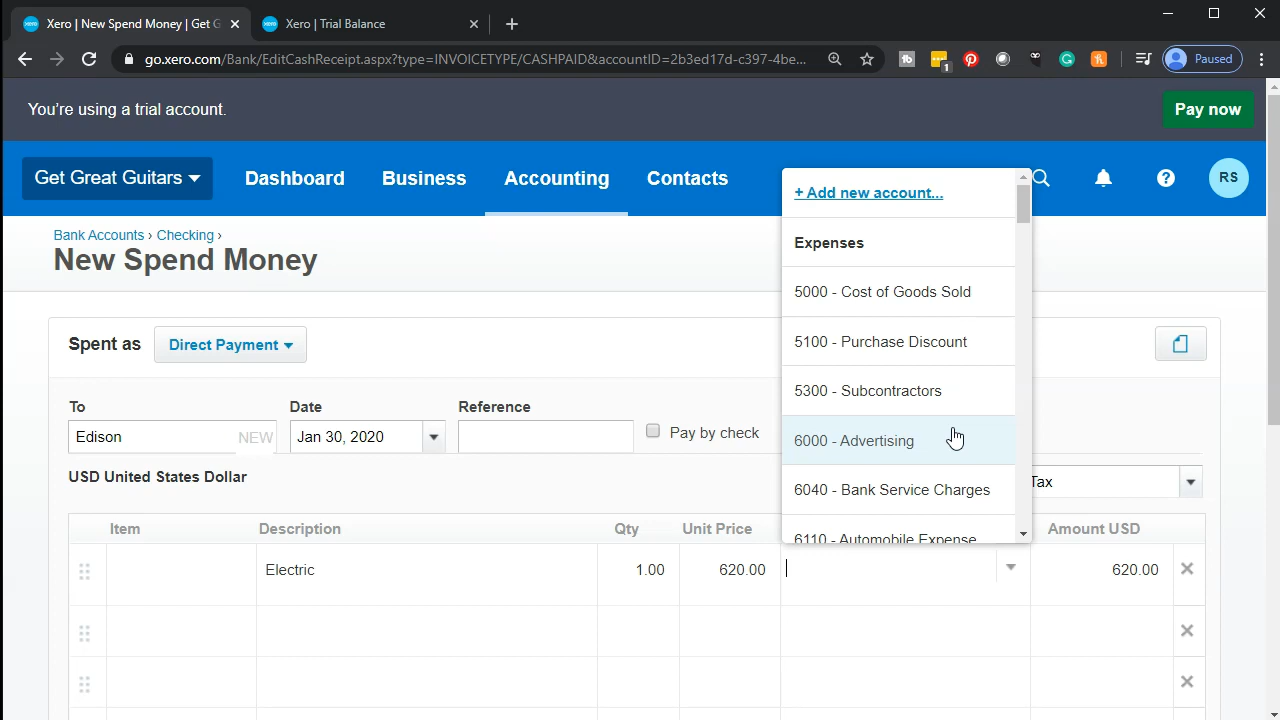 Xero | New Spend Money | Get G
Xero | Trial Balance
go.xero.com/Bank/EditCashReceipt.aspx?type=INVOICETYPE/CASHPAID&accountID=2b3ed17d-c397-4be...
1
Paused
You're using a trial account.
Pay now
Get Great Guitars
Dashboard
Business
Accounting
Contacts
RS
Bank Accounts › Checking ›
New Spend Money
+ Add new account...
Expenses
5000 - Cost of Goods Sold
5100 - Purchase Discount
5300 - Subcontractors
6000 - Advertising
6040 - Bank Service Charges
6110 - Automobile Expense
Spent as
Direct Payment
To
Date
Reference
Edison
NEW
Jan 30, 2020
Pay by check
USD United States Dollar
Tax
Item
Description
Qty
Unit Price
Amount USD
Electric
1.00
620.00
620.00